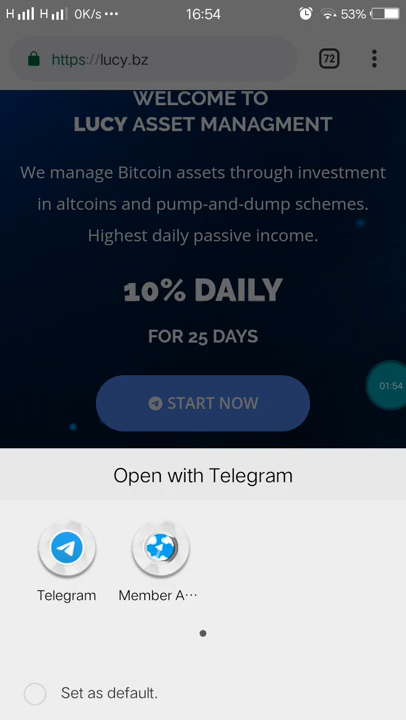 H H 0K/s ••• 16:54 53%
https://lucy.bz 72
WELCOME TO
LUCY ASSET MANAGMENT
We manage Bitcoin assets through investment
in altcoins and pump-and-dump schemes.
Highest daily passive income.
10% DAILY
FOR 25 DAYS
01:54
START NOW
Open with Telegram
Telegram Member A···
Set as default.